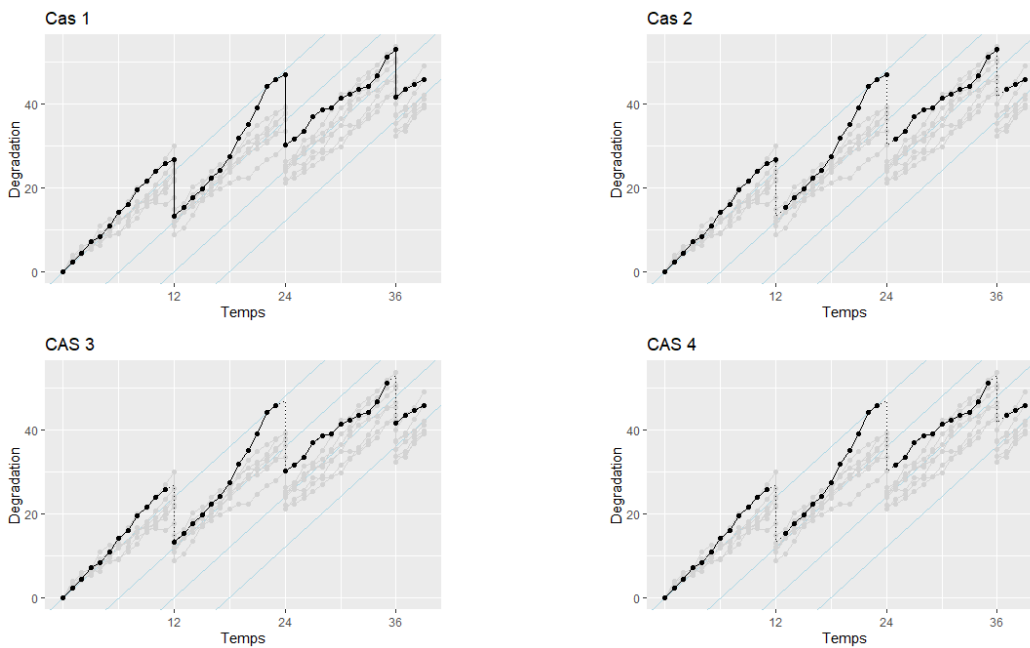 Cas 1
Degradation
40
20
0
12
24
36
Temps
Cas 2
Degradation
40
20
0
12
24
36
Temps
CAS 3
Degradation
40
20
0
12
24
36
Temps
CAS 4
Degradation
40
20
0
12
24
36
Temps